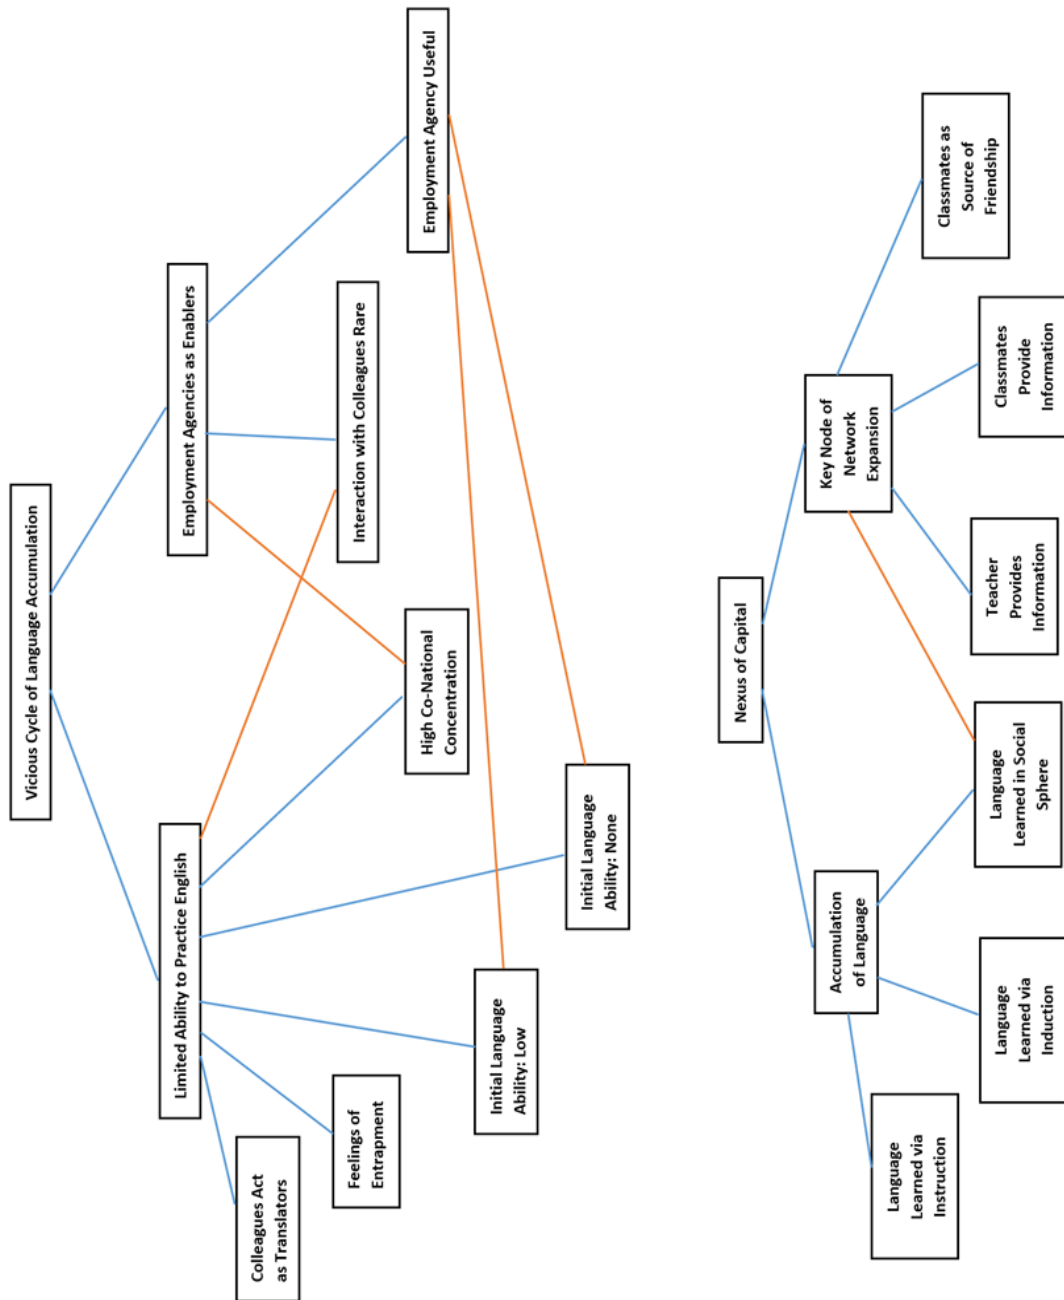 Vicious Cycle of Language Accumulation
Limited Ability to Practice English
Employment Agencies as Enablers
Colleagues Act
as Translators
Feelings of
Entrapment
Initial Language
Ability: Low
Initial Language
Ability: None
High Co-National
Concentration
Interaction with Colleagues Rare
Employment Agency Useful
Nexus of Capital
Accumulation
of Language
Key Node of
Network
Expansion
Language
Learned via
Instruction
Language
Learned via
Induction
Language
Learned in Social
Sphere
Teacher
Provides
Information
Classmates
Provide
Information
Classmates as
Source of
Friendship